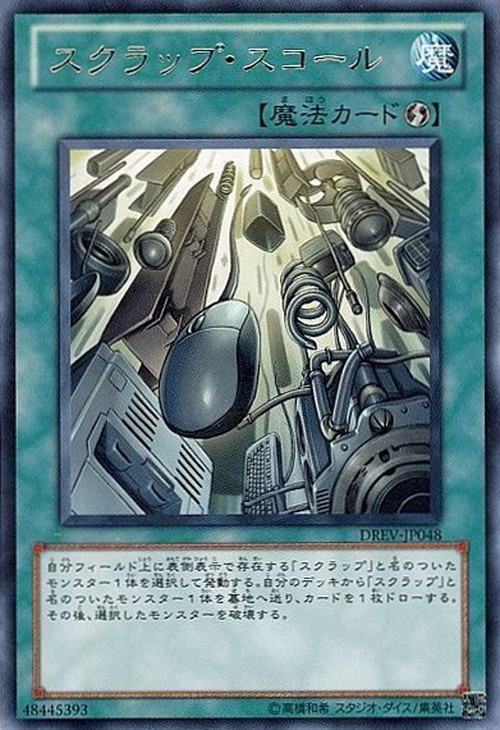 スクラップ・スコール
魔
【魔法カード】
DREV-JP048
自分フィールド上に表側表示で存在する「スクラップ」と名のついた
モンスター1体を選択して発動する。自分のデッキから「スクラップ」と
名のついたモンスター1体を墓地へ送り、カードを1枚ドローする。
その後、選択したモンスターを破壊する。
48445393
©高橋和希 スタジオ・ダイス/集英社